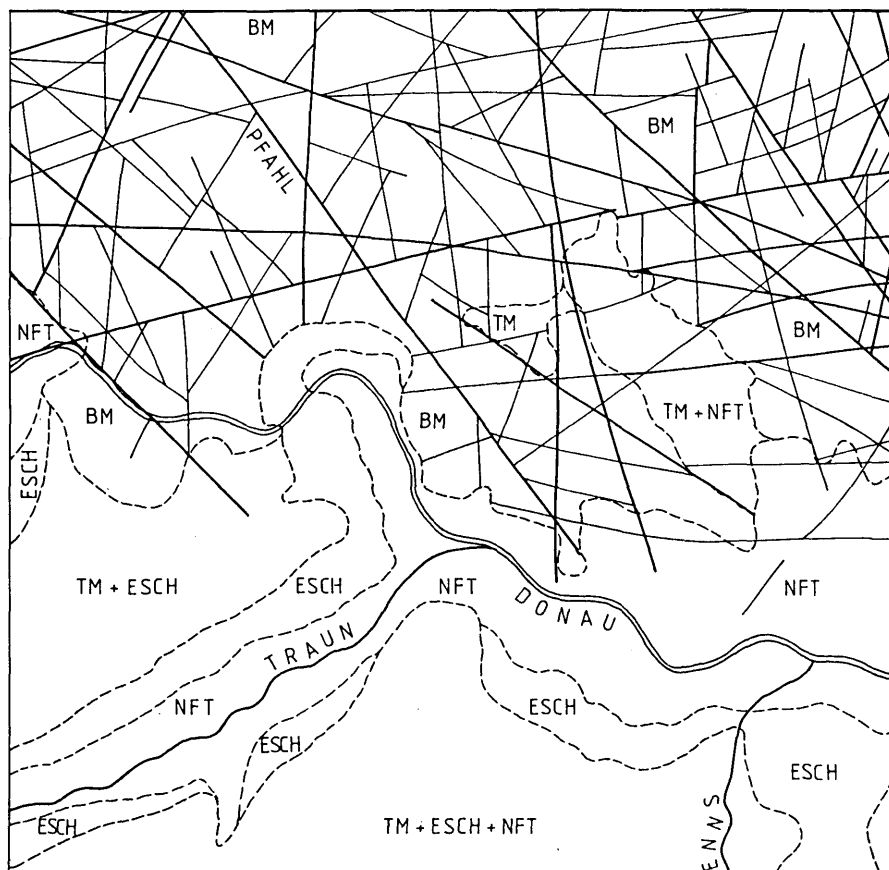 BM
BM
PFAHL
NFT
TM
BM
BM
BM
TM + NFT
ESCH
TM + ESCH
ESCH
NFT
NFT
DONAU
TRAUN
NFT
ESCH
ESCH
ESCH
ESCH
TM + ESCH + NFT
ENNS